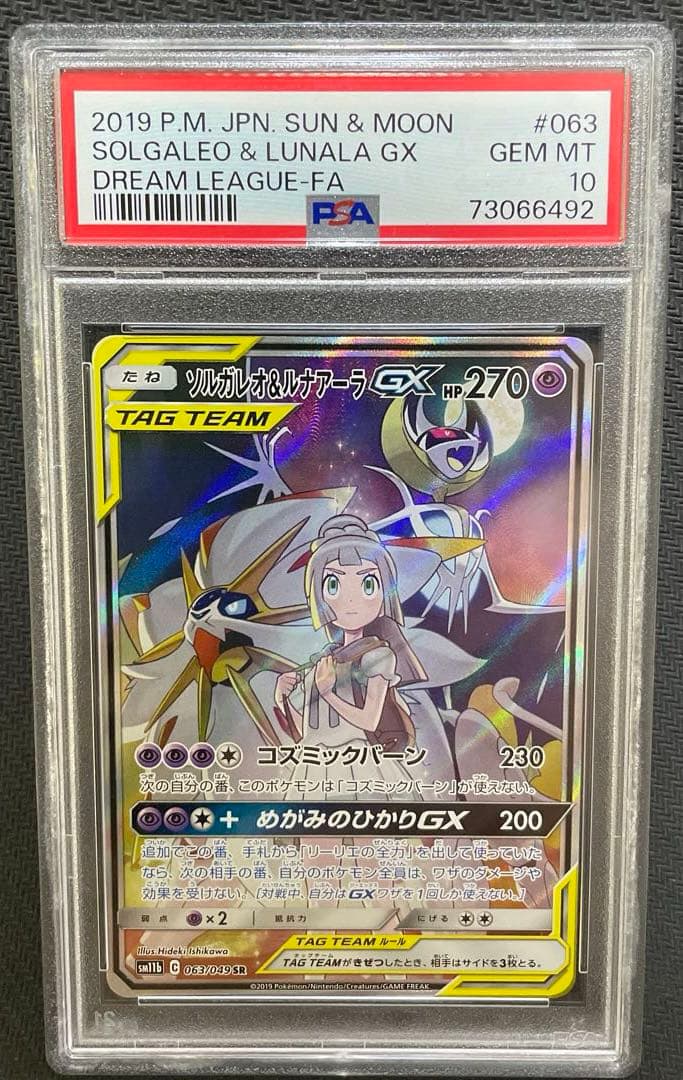 2019 P.M. JPN. SUN & MOON #063
SOLGALEO & LUNALA GX GEM MT
DREAM LEAGUE-FA 10
PSA 73066492
たね ソルガレオ&ルナアーラGX HP270
TAG TEAM
コズミックバーン 230
次の自分の番、このポケモンは「コズミックバーン」が使えない。
+ めがみのひかりGX 200
追加でこの番、手札から「リーリエの全力」を出して使っていた
なら、次の相手の番、自分のポケモン全員は、ワザのダメージや
効果を受けない。[対戦中、自分はGXワザを1回しか使えない。]
弱点 ×2 抵抗力 にげる
Illus. Hideki Ishikawa
TAG TEAM ルール
sm11b C 063/049 SR
TAG TEAMがきぜつしたとき、相手はサイドを3枚とる。
©2019 Pokémon/Nintendo/Creatures/GAME FREAK.